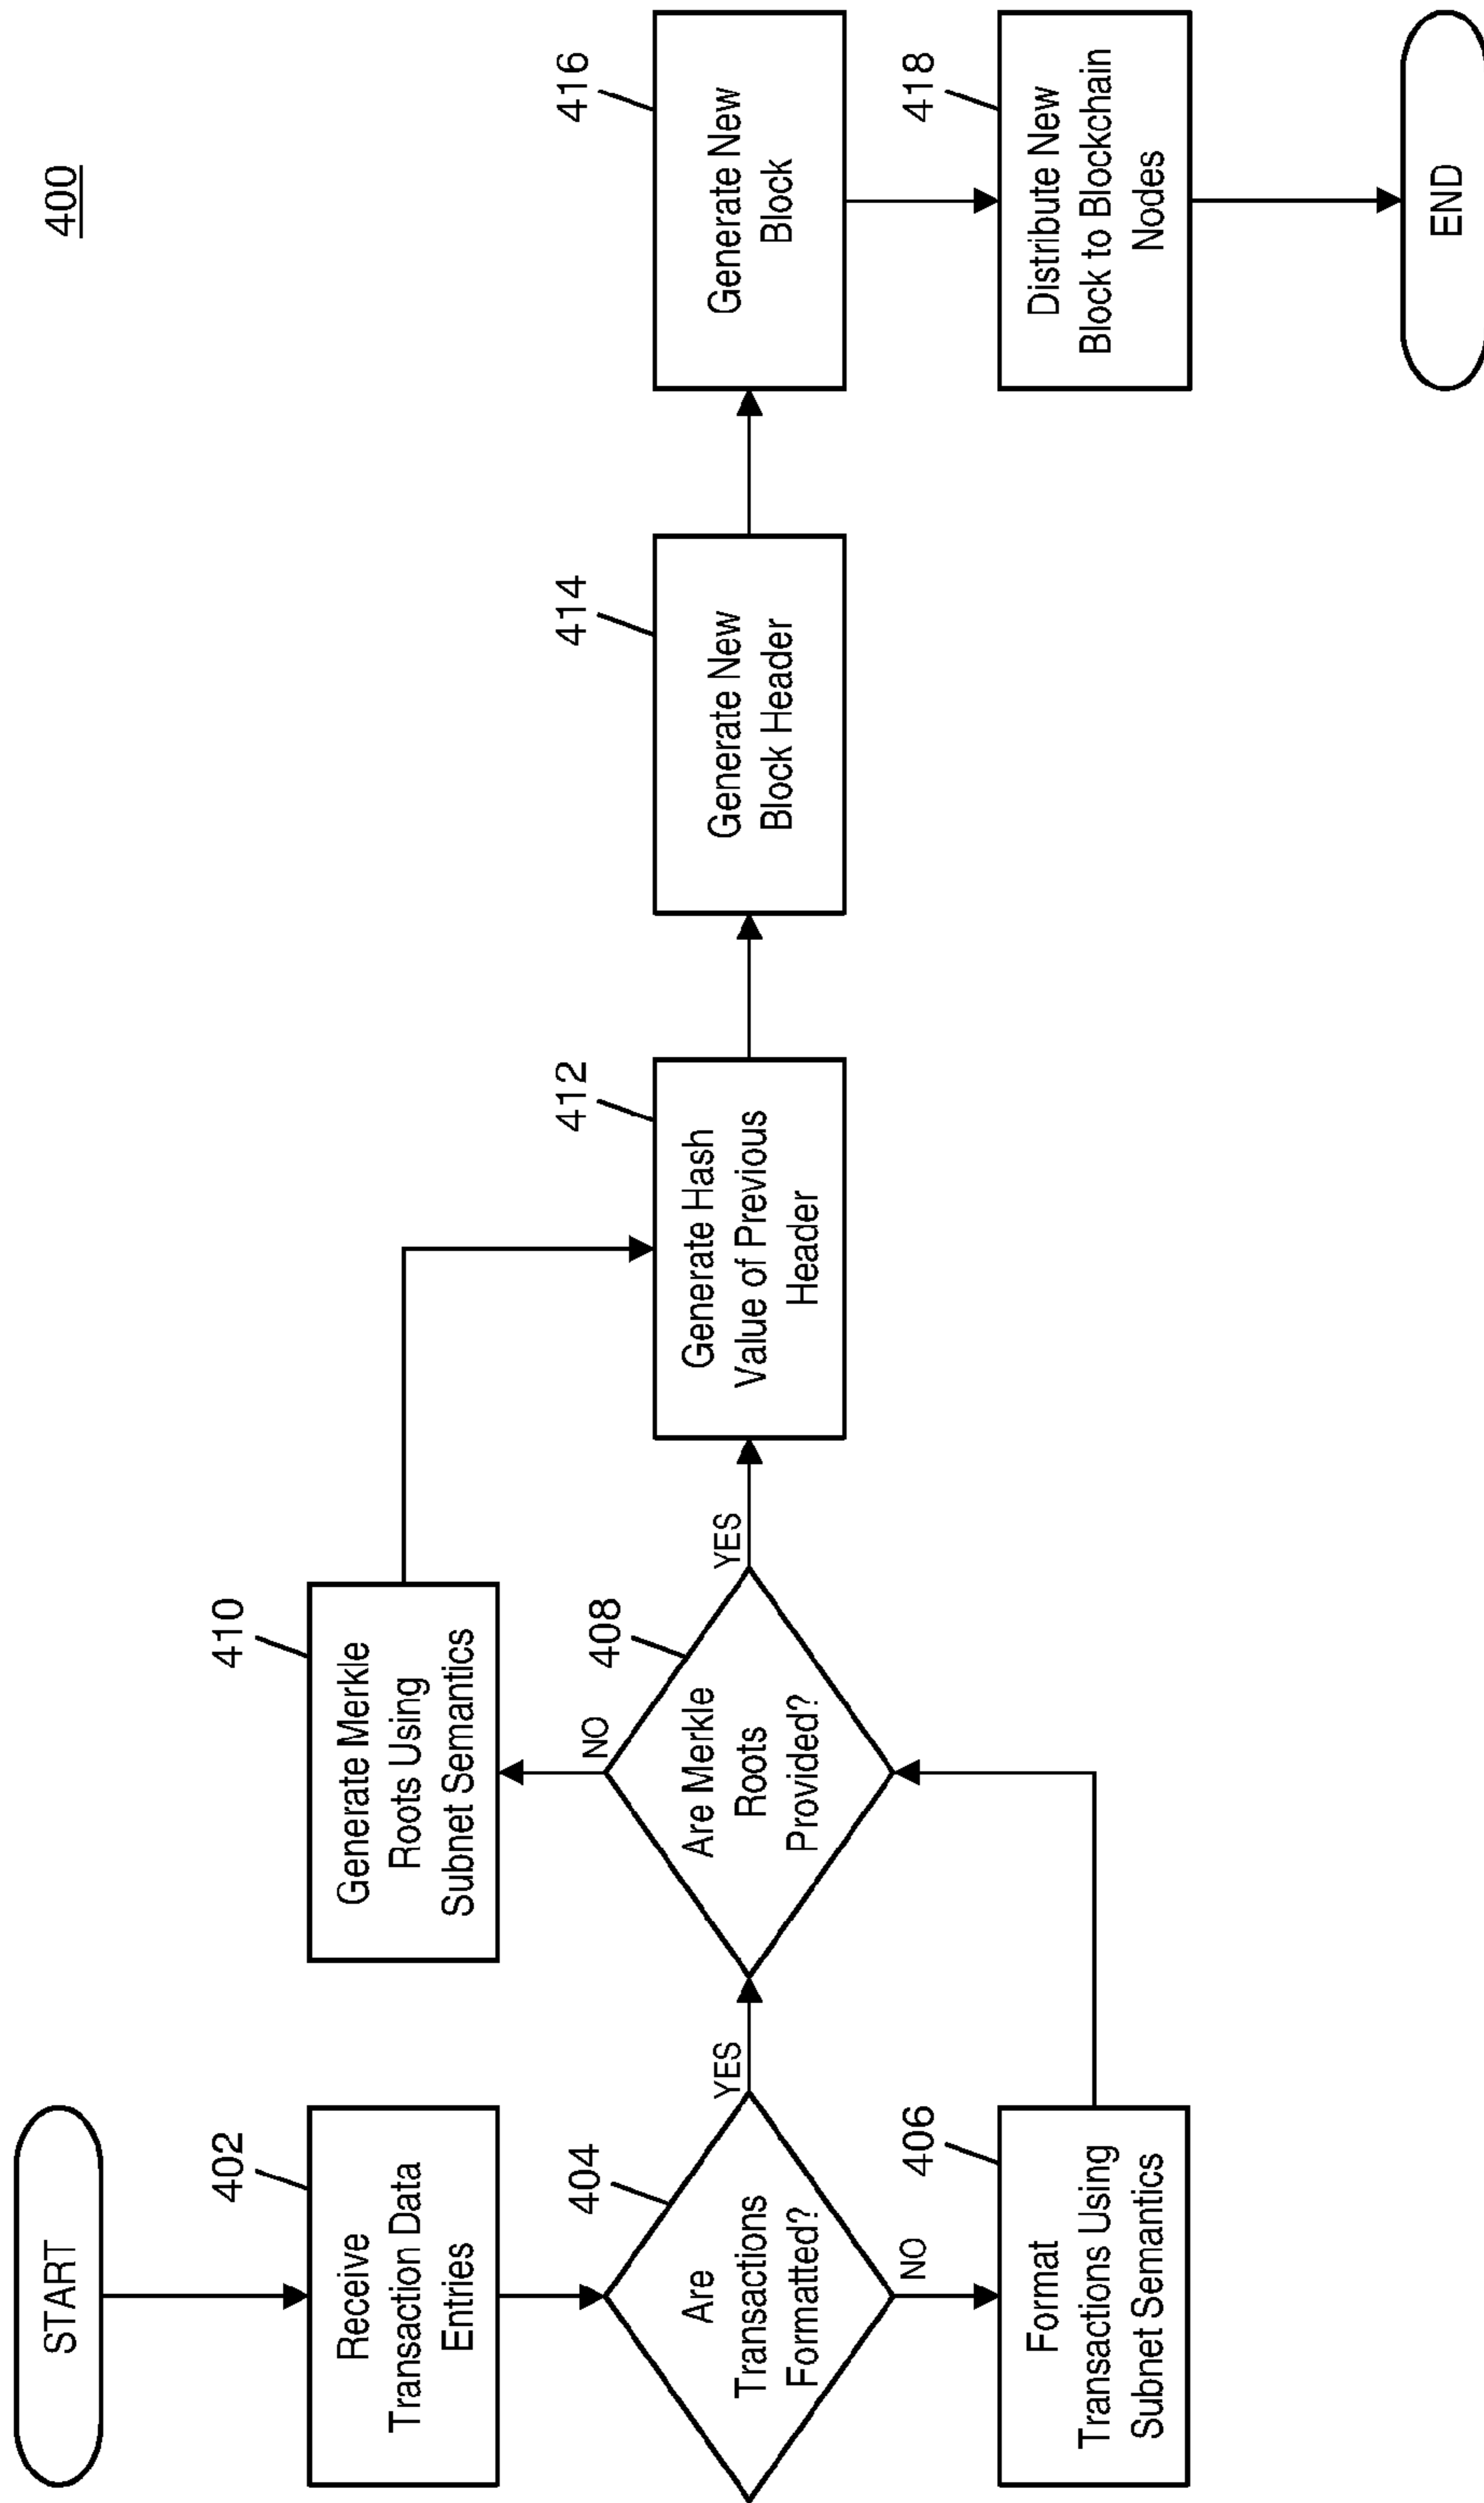 400
START
402
Receive
Transaction Data
Entries
404
Are
Transactions
Formatted?
YES
NO
406
Format
Transactions Using
Subnet Semantics
408
Are Merkle
Roots
Provided?
NO
YES
410
Generate Merkle
Roots Using
Subnet Semantics
412
Generate Hash
Value of Previous
Header
414
Generate New
Block Header
416
Generate New
Block
418
Distribute New
Block to Blockchain
Nodes
END